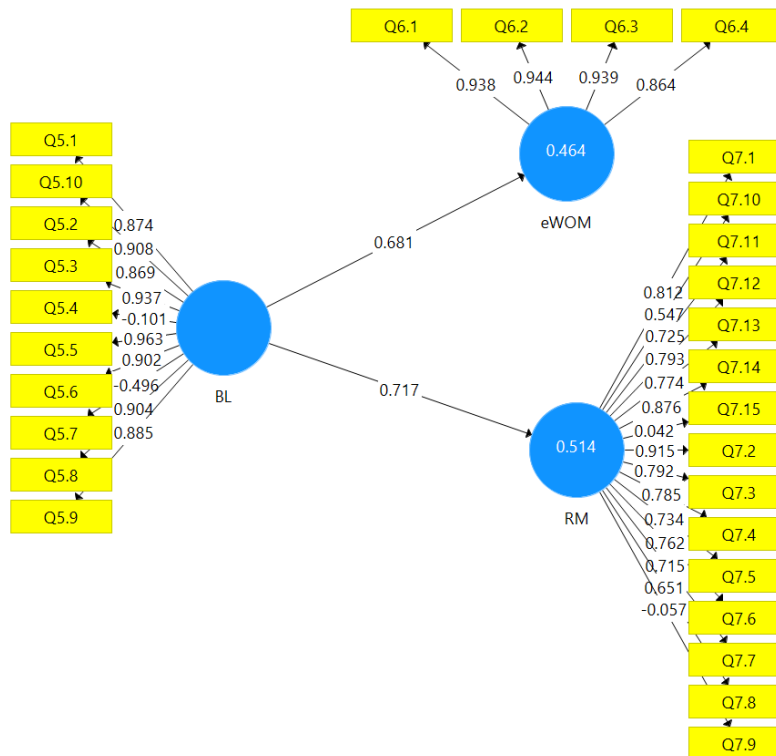 Q6.1
Q6.2
Q6.3
Q6.4
0.938
0.944
0.939
0.864
0.464
eWOM
Q5.1
Q5.10
Q5.2
Q5.3
Q5.4
Q5.5
Q5.6
Q5.7
Q5.8
Q5.9
0.874
0.908
0.869
0.937
-0.101
-0.963
0.902
-0.496
0.904
0.885
BL
0.681
0.717
0.514
RM
0.812
0.547
0.725
0.793
0.774
0.876
0.042
0.915
0.792
0.785
0.734
0.762
0.715
0.651
-0.057
Q7.1
Q7.10
Q7.11
Q7.12
Q7.13
Q7.14
Q7.15
Q7.2
Q7.3
Q7.4
Q7.5
Q7.6
Q7.7
Q7.8
Q7.9